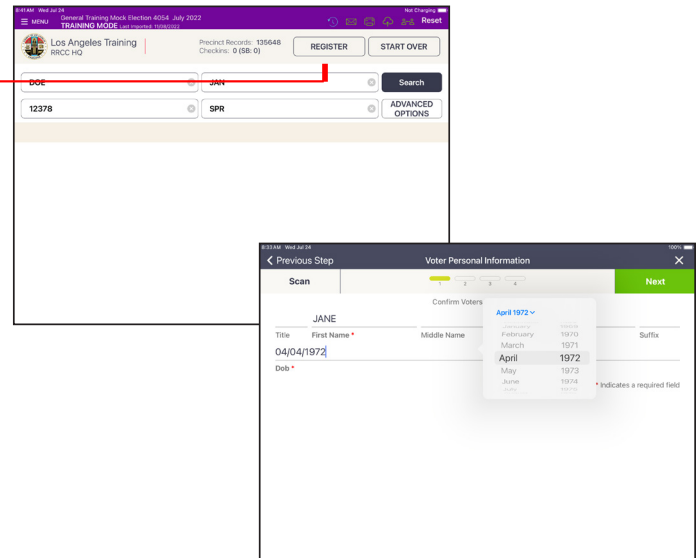 8:41 AM Wed Jul 24
Not Charging
MENU
General Training Mock Election 4054 July 2022
TRAINING MODE Last Imported: 11/09/2022
Reset
Los Angeles Training
RRCC HQ
Precinct Records: 135648
Checkins: 0 (SB: 0)
REGISTER
START OVER
DOE
JAN
Search
12378
SPR
ADVANCED
OPTIONS
8:33 AM Wed Jul 24
100%
Previous Step
Voter Personal Information
Scan
1 2 3 4
Next
Confirm Voters
JANE
Title
First Name *
Middle Name
Suffix
04/04/1972
Dob *
April 1972
February 1970
March 1971
April 1972
May 1973
June 1974
* Indicates a required field